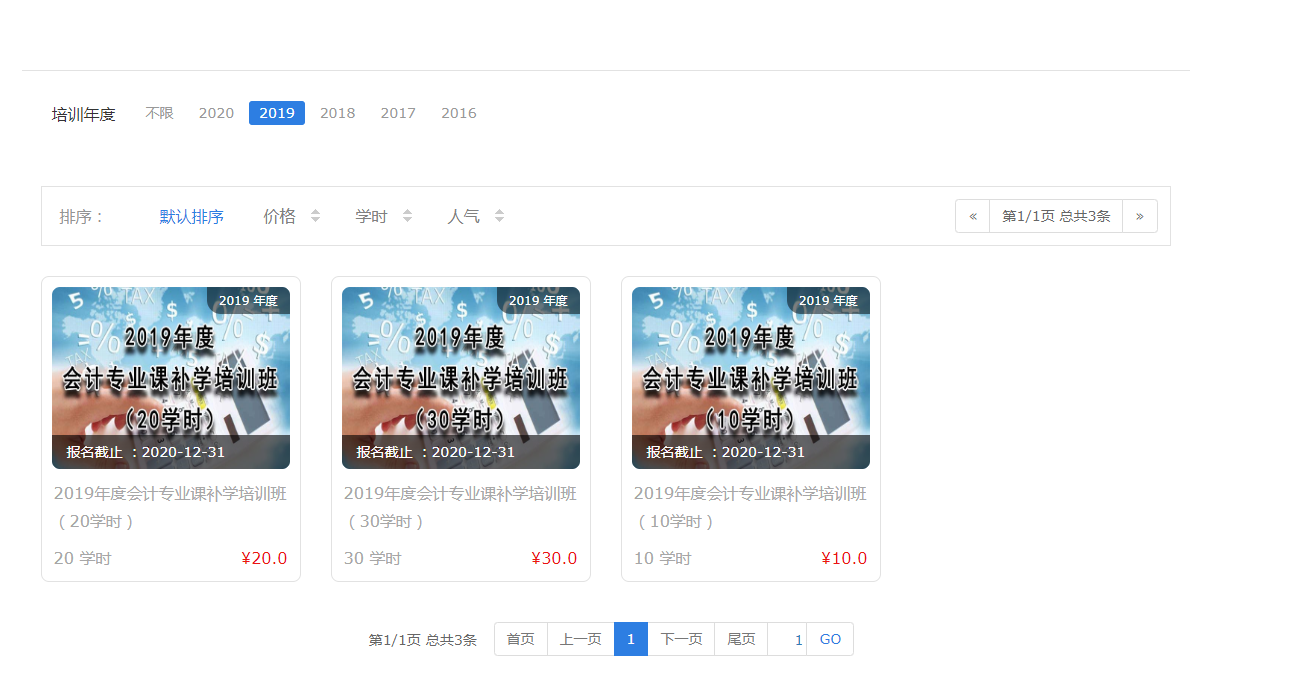 培训年度 不限 2020 2019 2018 2017 2016
排序： 默认排序 价格 学时 人气 « 第1/1页 总共3条 »
2019 年度
2019年度
会计专业课补学培训班
（20学时）
报名截止 ：2020-12-31
2019年度会计专业课补学培训班
（20学时）
20 学时 ¥20.0
2019 年度
2019年度
会计专业课补学培训班
（30学时）
报名截止 ：2020-12-31
2019年度会计专业课补学培训班
（30学时）
30 学时 ¥30.0
2019 年度
2019年度
会计专业课补学培训班
（10学时）
报名截止 ：2020-12-31
2019年度会计专业课补学培训班
（10学时）
10 学时 ¥10.0
第1/1页 总共3条 首页 上一页 1 下一页 尾页 1 GO